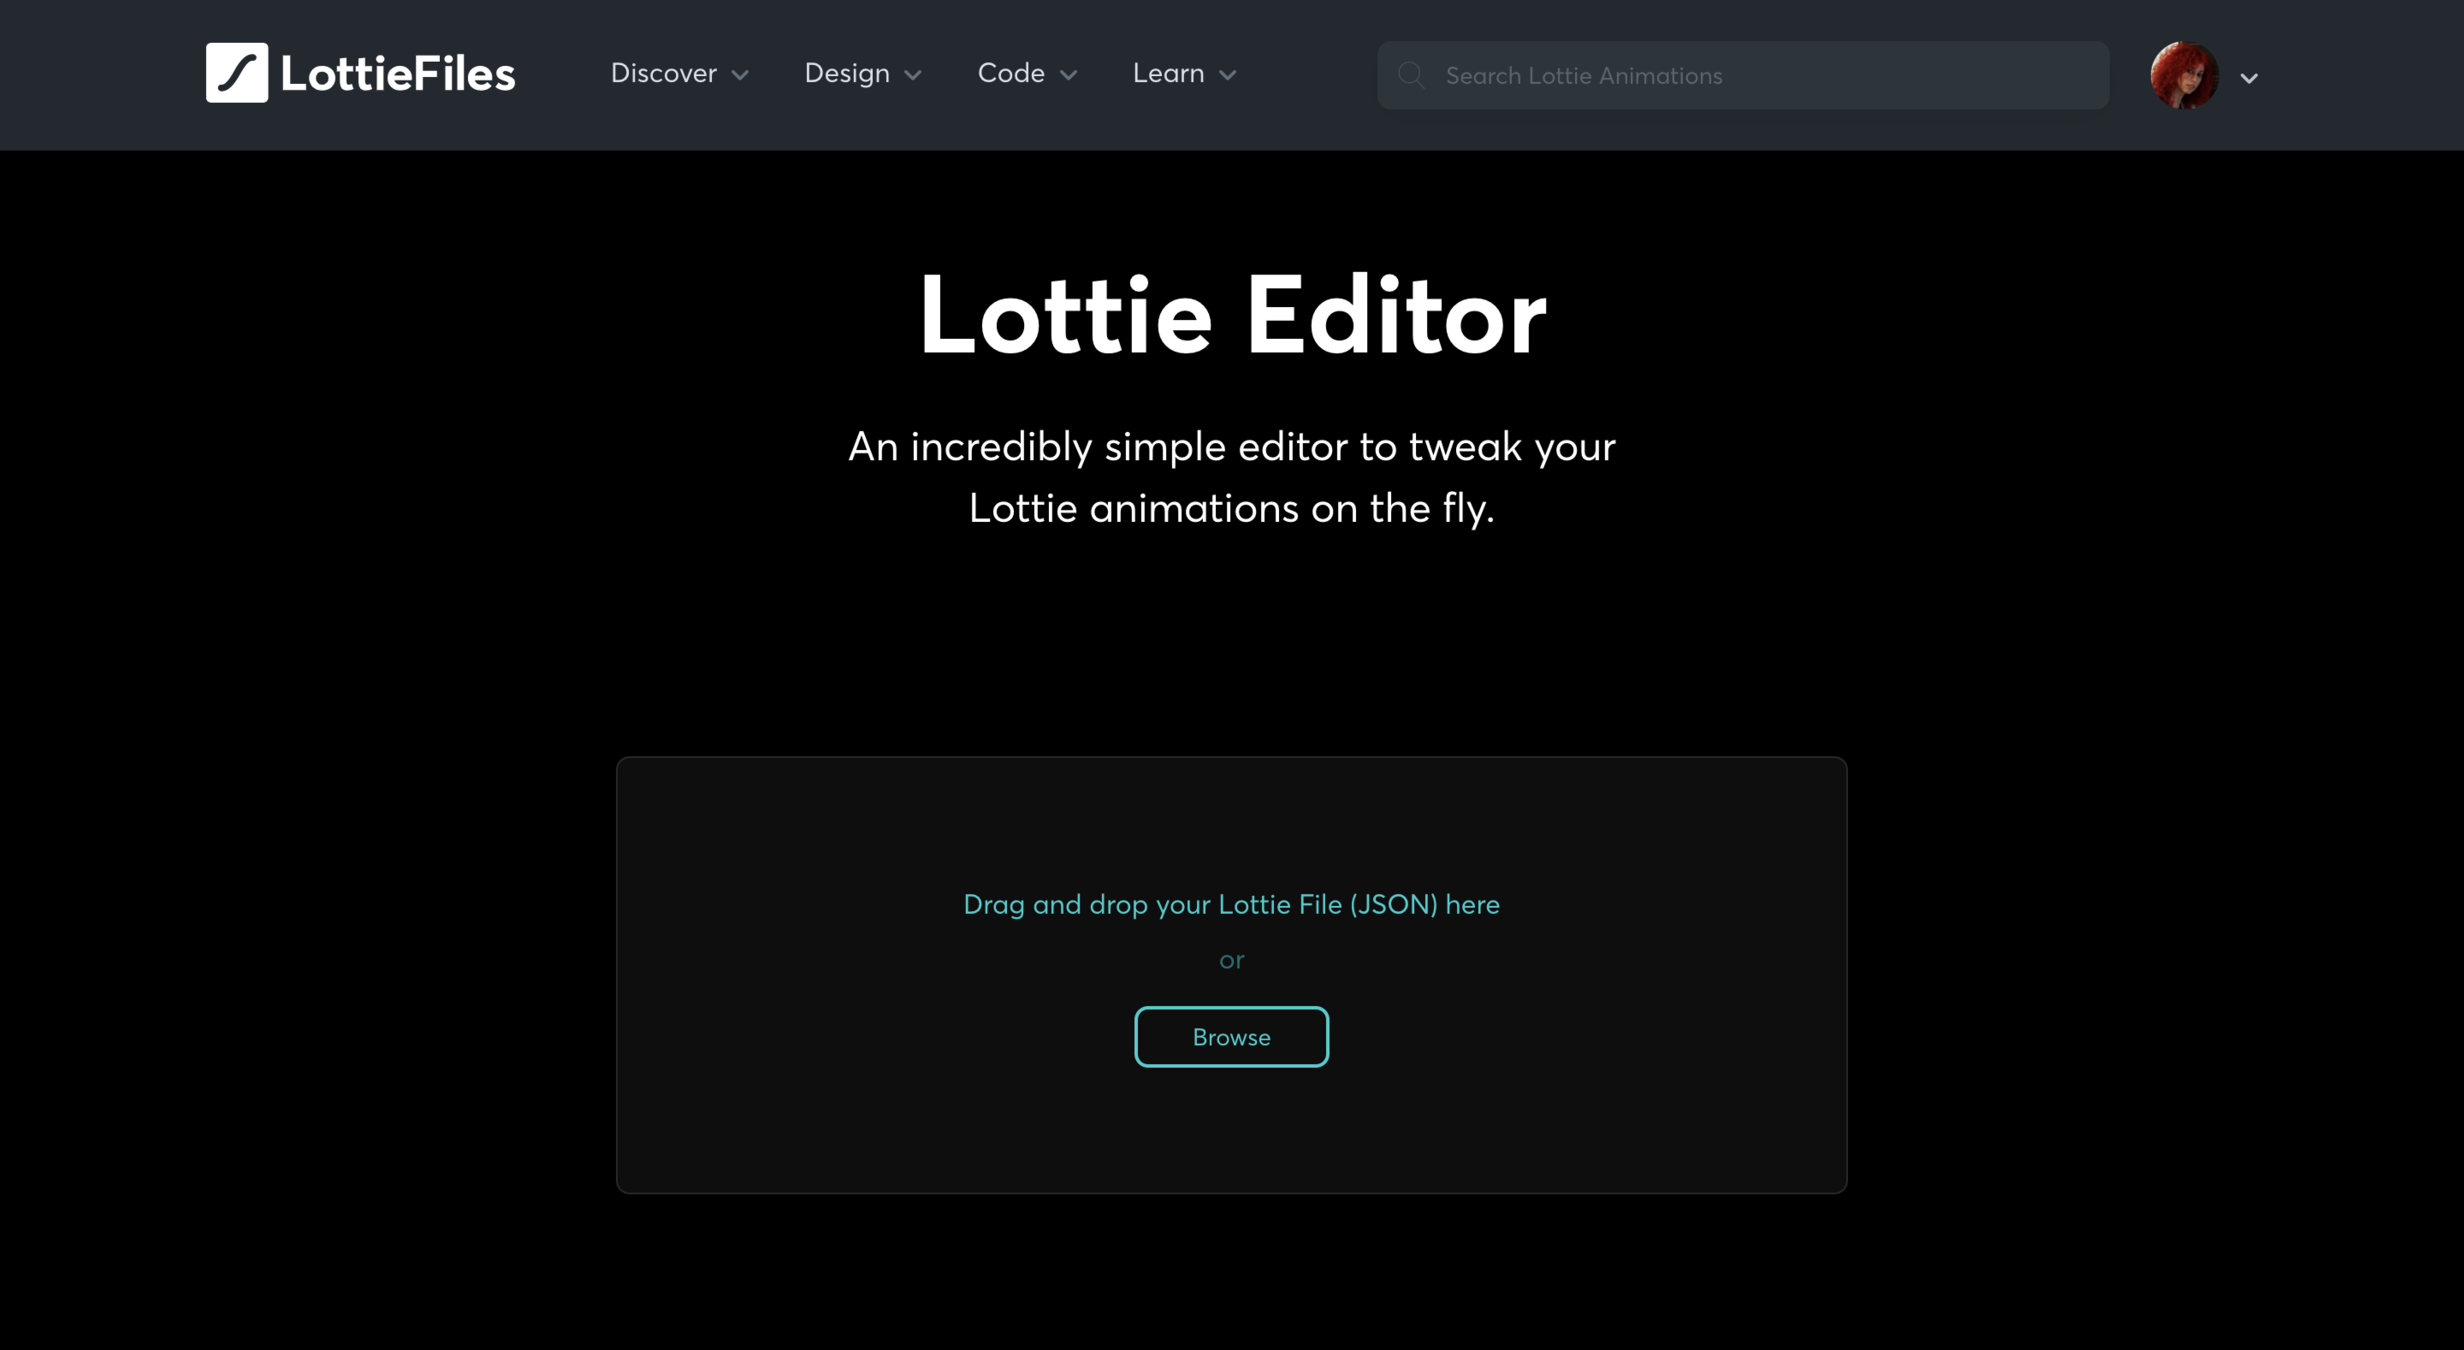 LottieFiles
Discover
Design
Code
Learn
Search Lottie Animations
Lottie Editor
An incredibly simple editor to tweak your
Lottie animations on the fly.
Drag and drop your Lottie File (JSON) here
or
Browse